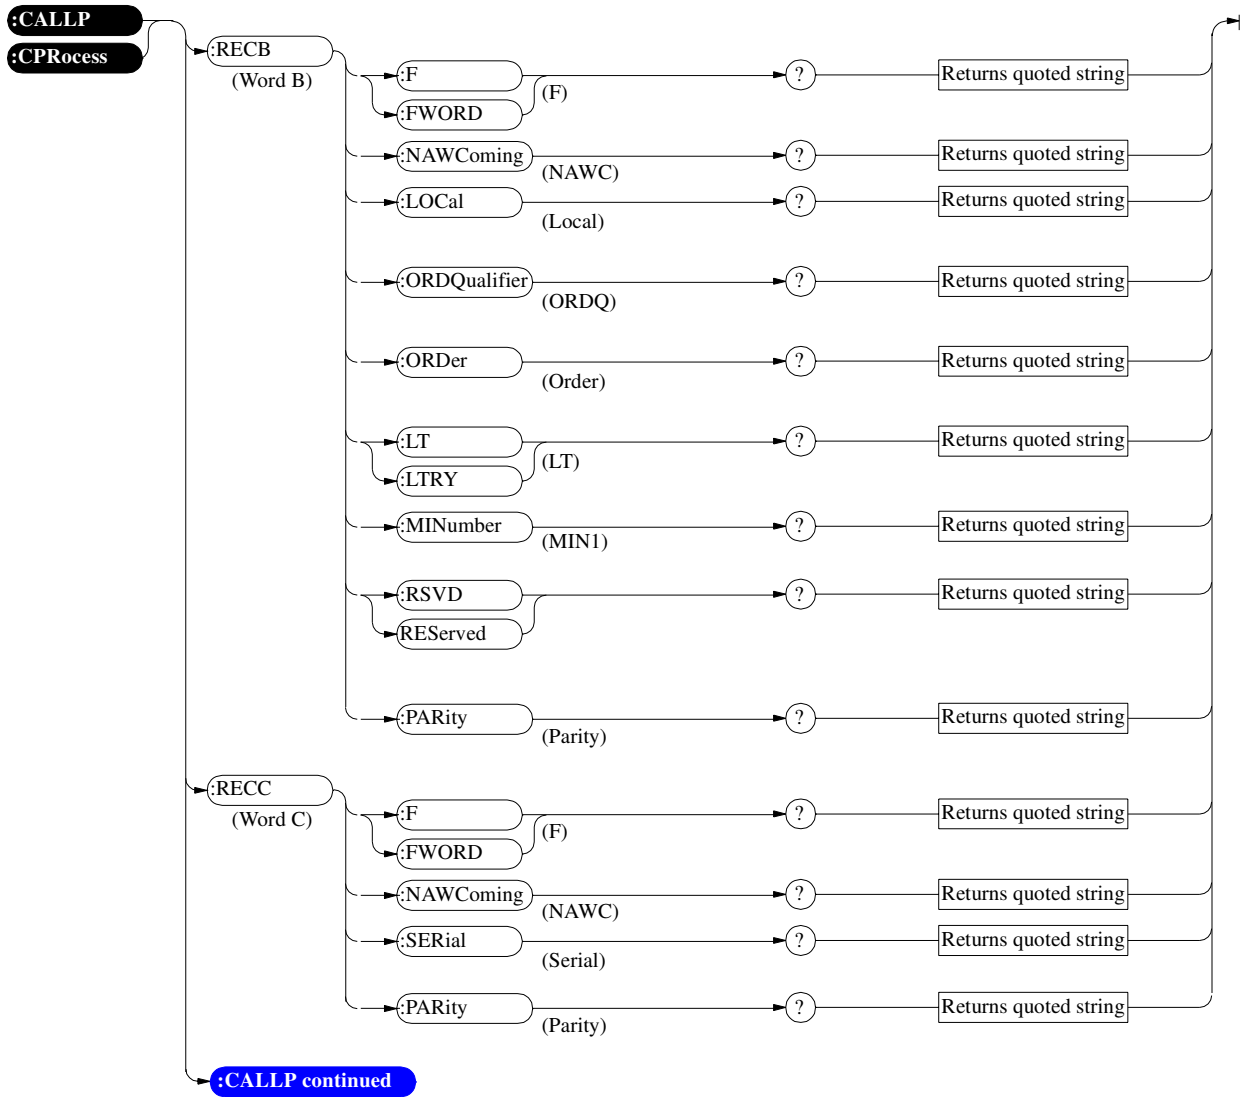 :CALLP
:CPRocess
:RECB
(Word B)
:F
(F)
? Returns quoted string
:FWORD
:NAWComing
(NAWC)
? Returns quoted string
:LOCal
(Local)
? Returns quoted string
:ORDQualifier
(ORDQ)
? Returns quoted string
:ORDer
(Order)
? Returns quoted string
:LT
(LT)
? Returns quoted string
:LTRY
:MINumber
(MIN1)
? Returns quoted string
:RSVD
? Returns quoted string
REServed
:PARity
(Parity)
? Returns quoted string
:RECC
(Word C)
:F
(F)
? Returns quoted string
:FWORD
:NAWComing
(NAWC)
? Returns quoted string
:SERial
(Serial)
? Returns quoted string
:PARity
(Parity)
? Returns quoted string
:CALLP continued